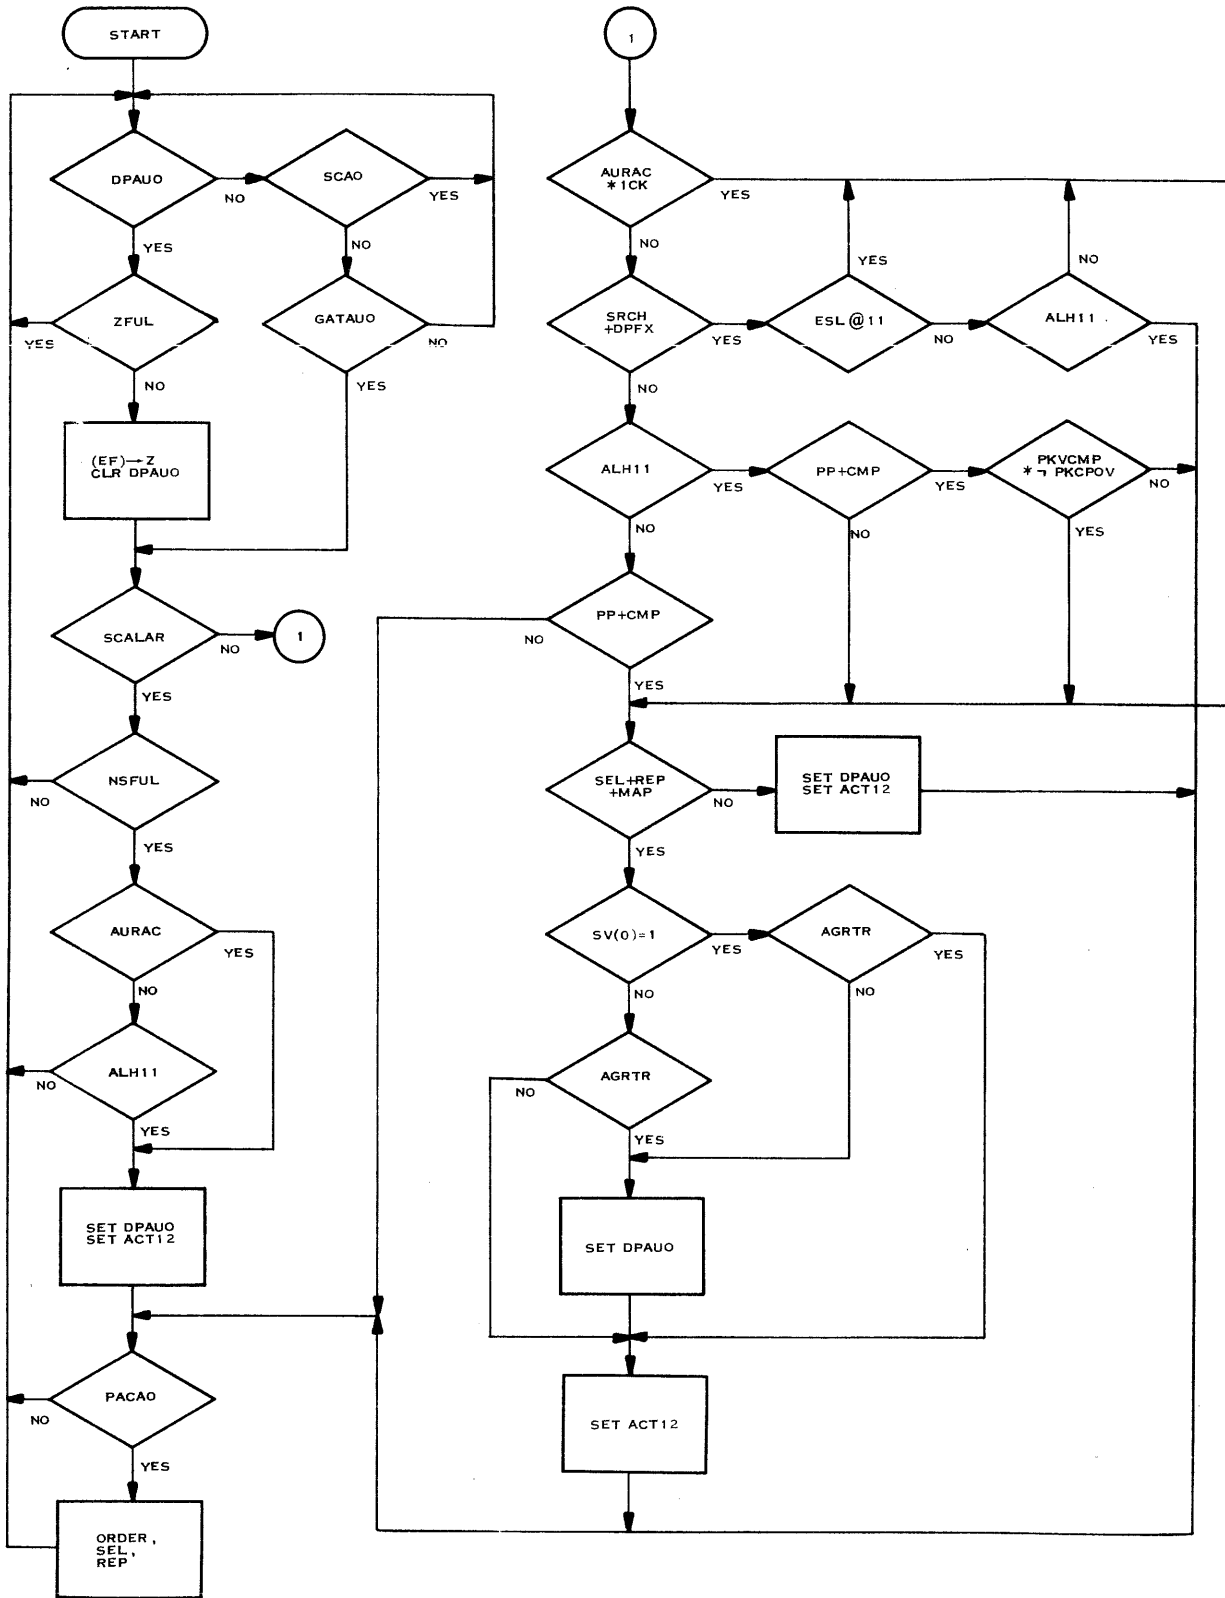 START
DPAUO
NO
YES
SCAO
YES
NO
ZFUL
YES
NO
GATAUO
NO
YES
(EF)→Z
CLR DPAUO
SCALAR
NO
1
YES
NSFUL
NO
YES
AURAC
YES
NO
ALH11
NO
YES
SET DPAUO
SET ACT12
PACAO
NO
YES
ORDER,
SEL,
REP
1
AURAC
*1CK
YES
NO
SRCH
+DPFX
YES
NO
ESL@11
YES
NO
ALH11
NO
YES
ALH11
YES
NO
PP+CMP
YES
NO
PKVCMP
*¬ PKCPOV
NO
YES
PP+CMP
NO
YES
SEL+REP
+MAP
NO
YES
SET DPAUO
SET ACT12
SV(0)=1
YES
NO
AGRTR
YES
NO
AGRTR
NO
YES
SET DPAUO
SET ACT12